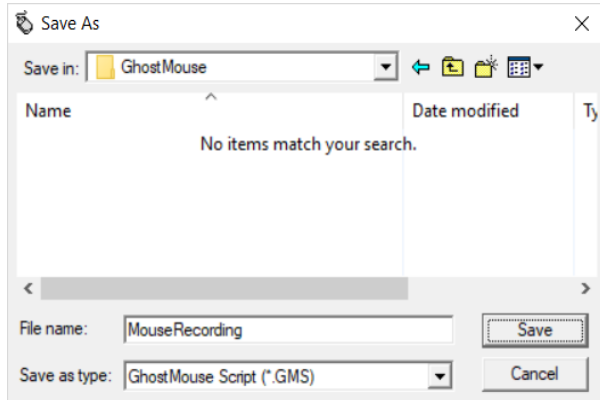 Save As
Save in: GhostMouse
Name Date modified Ty
No items match your search.
File name: MouseRecording Save
Save as type: GhostMouse Script (*.GMS) Cancel